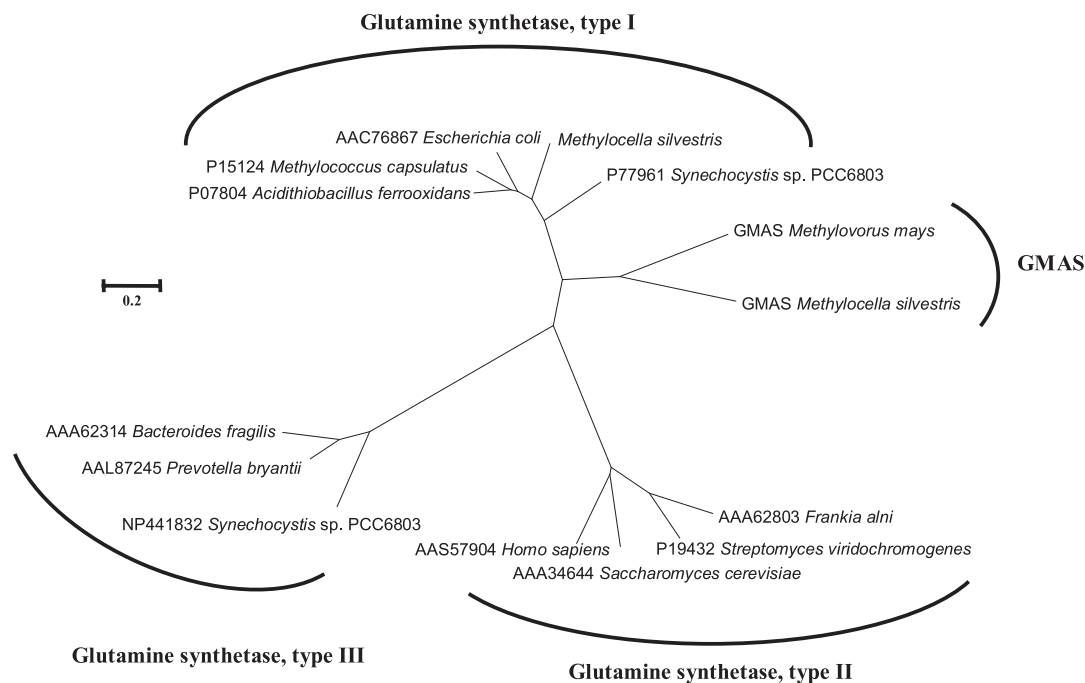 Glutamine synthetase, type I
AAC76867 Escherichia coli
Methylocella silvestris
P15124 Methylococcus capsulatus
P77961 Synechocystis sp. PCC6803
P07804 Acidithiobacillus ferrooxidans
GMAS Methylovorus mays
GMAS
0.2
GMAS Methylocella silvestris
AAA62314 Bacteroides fragilis
AAL87245 Prevotella bryantii
NP441832 Synechocystis sp. PCC6803
AAA62803 Frankia alni
AAS57904 Homo sapiens
P19432 Streptomyces viridochromogenes
AAA34644 Saccharomyces cerevisiae
Glutamine synthetase, type III
Glutamine synthetase, type II